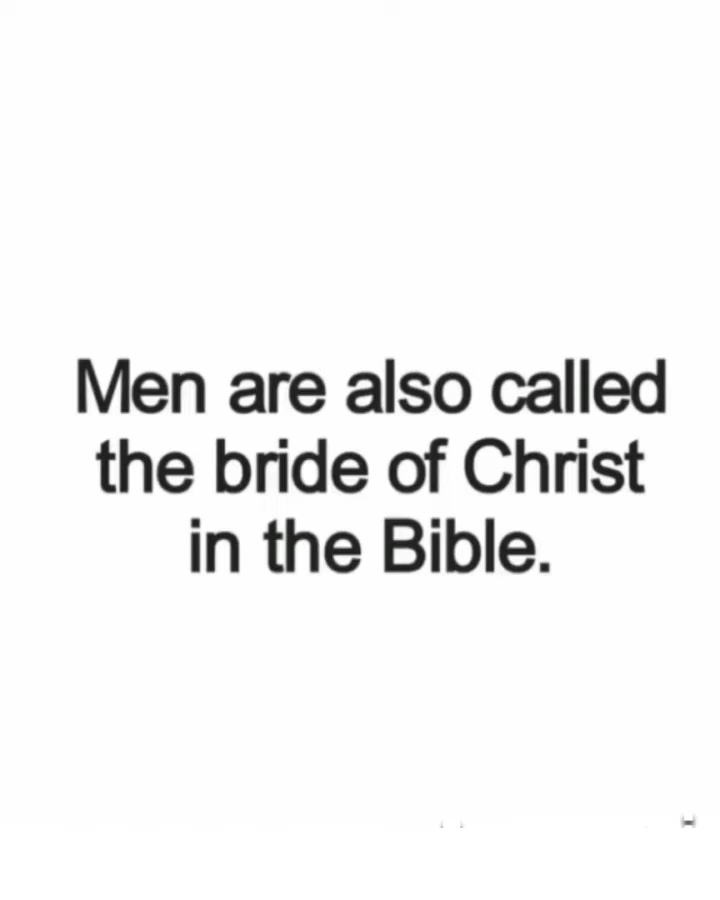 Men are also called
the bride of Christ
in the Bible.